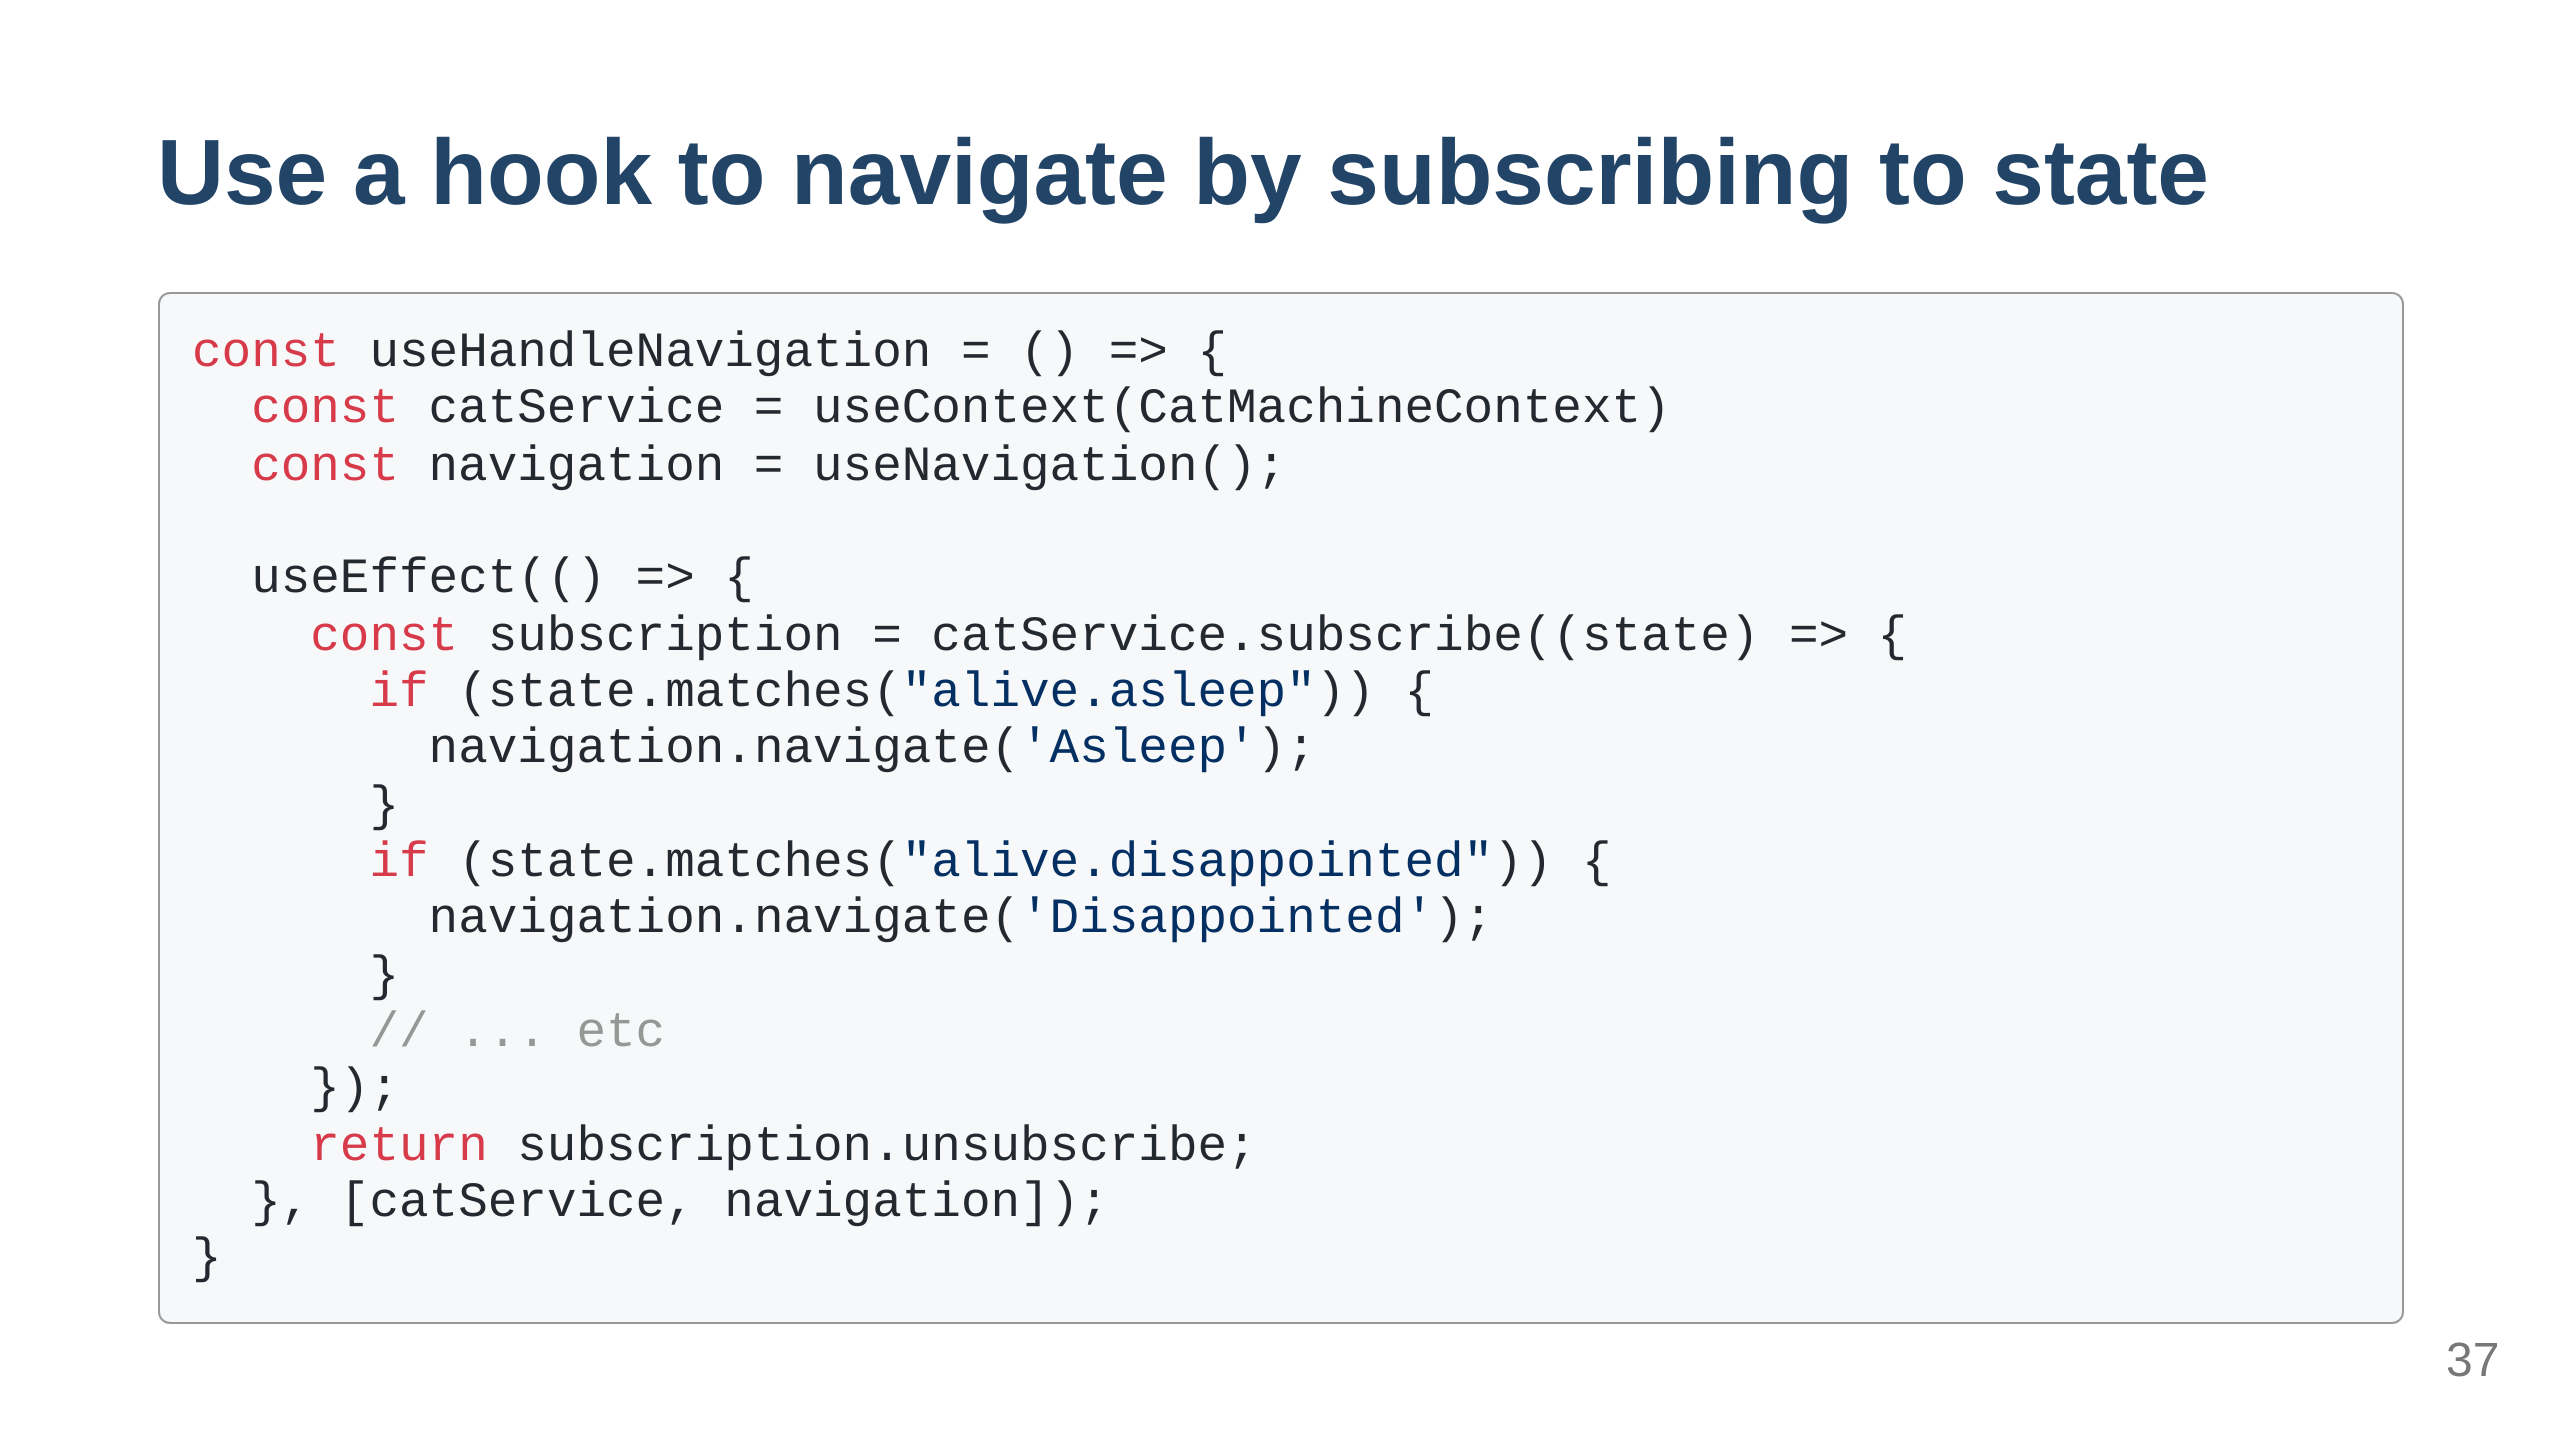 Use a hook to navigate by subscribing to state
const useHandleNavigation = () => {
  const catService = useContext(CatMachineContext)
  const navigation = useNavigation();

  useEffect(() => {
    const subscription = catService.subscribe((state) => {
      if (state.matches("alive.asleep")) {
        navigation.navigate('Asleep');
      }
      if (state.matches("alive.disappointed")) {
        navigation.navigate('Disappointed');
      }
      // ... etc
    });
    return subscription.unsubscribe;
  }, [catService, navigation]);
}
37